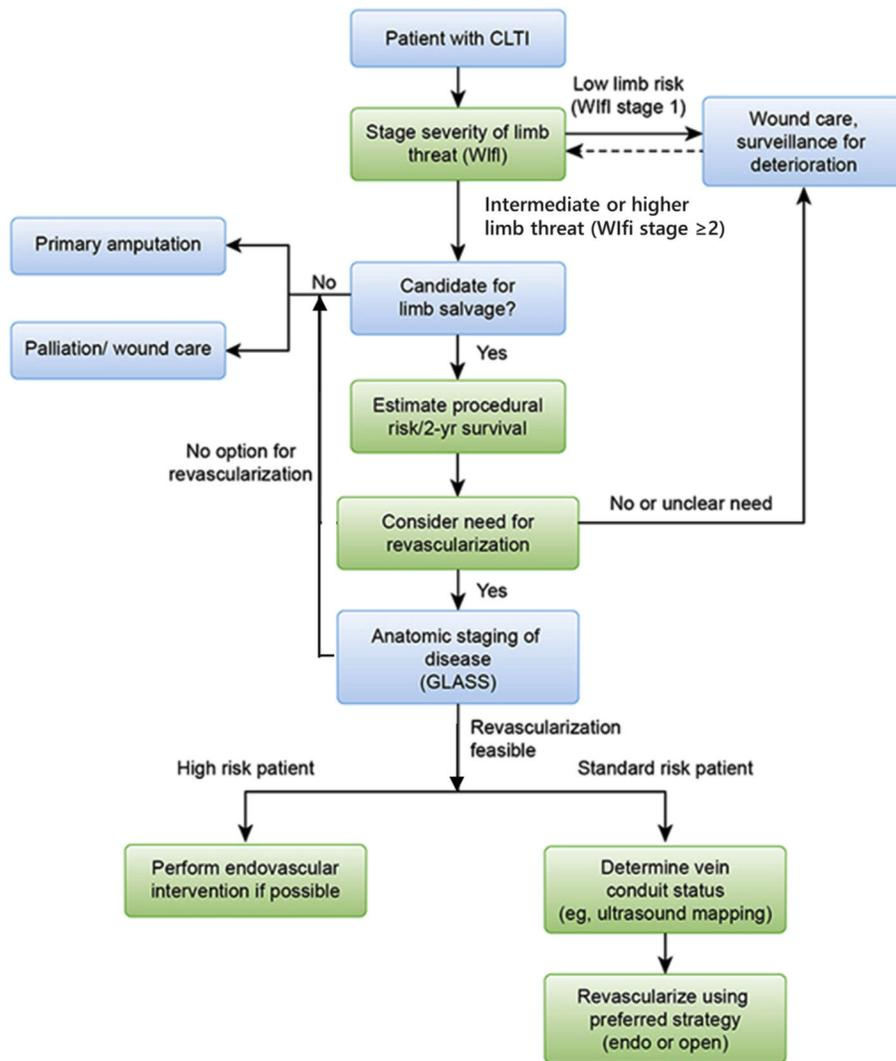 Patient with CLTI
Low limb risk
(WIfI stage 1)
Stage severity of limb
threat (WIfI)
Wound care,
surveillance for
deterioration
Intermediate or higher
limb threat (WIfi stage ≥2)
Primary amputation
No
Candidate for
limb salvage?
Palliation/ wound care
Yes
Estimate procedural
risk/2-yr survival
No option for
revascularization
Consider need for
revascularization
No or unclear need
Yes
Anatomic staging of
disease
(GLASS)
Revascularization
feasible
High risk patient
Standard risk patient
Perform endovascular
intervention if possible
Determine vein
conduit status
(eg, ultrasound mapping)
Revascularize using
preferred strategy
(endo or open)